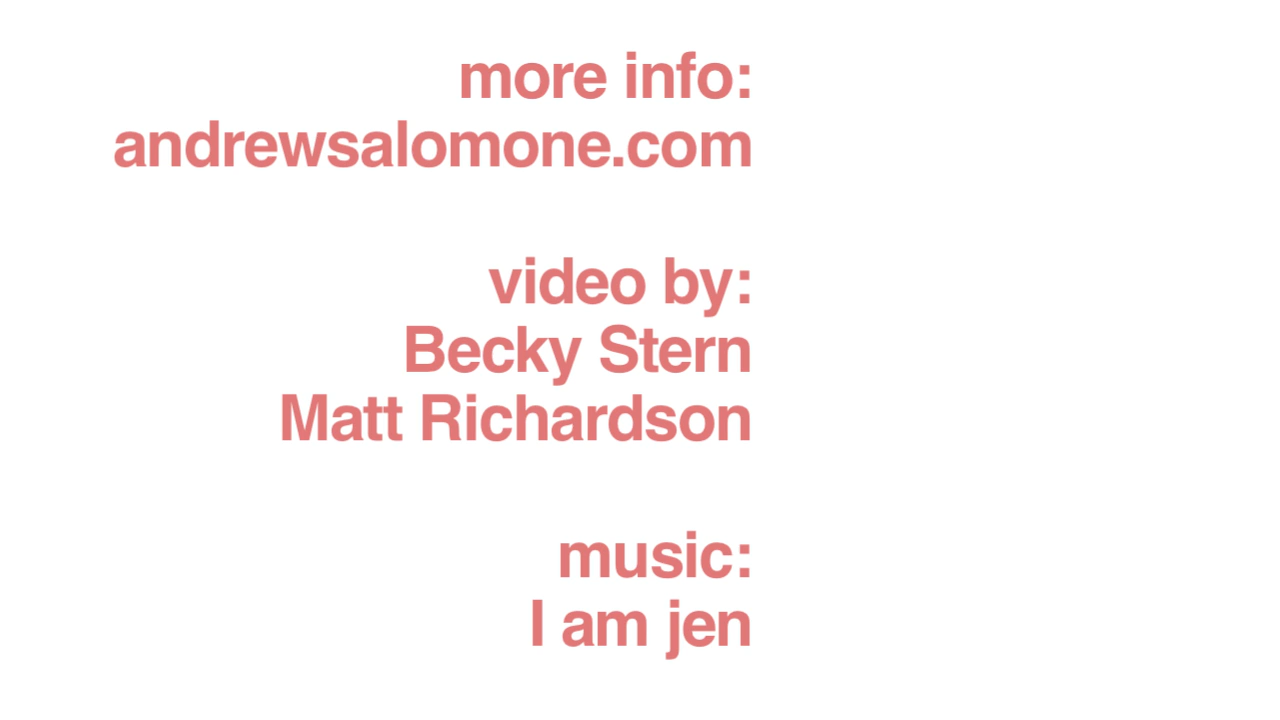 more info:
andrewsalomone.com
video by:
Becky Stern
Matt Richardson
music:
I am jen